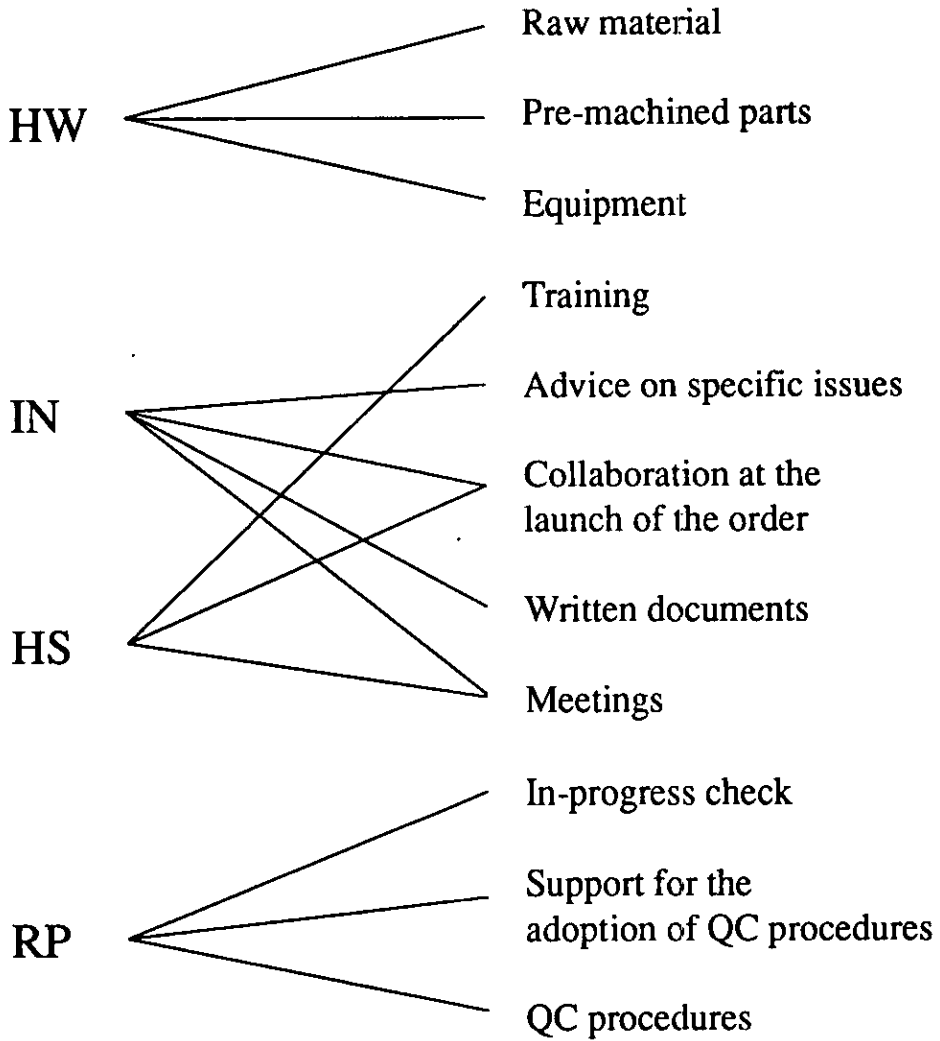 HW
Raw material
Pre-machined parts
Equipment
IN
HS
Training
Advice on specific issues
Collaboration at the
launch of the order
Written documents
Meetings
RP
In-progress check
Support for the
adoption of QC procedures
QC procedures